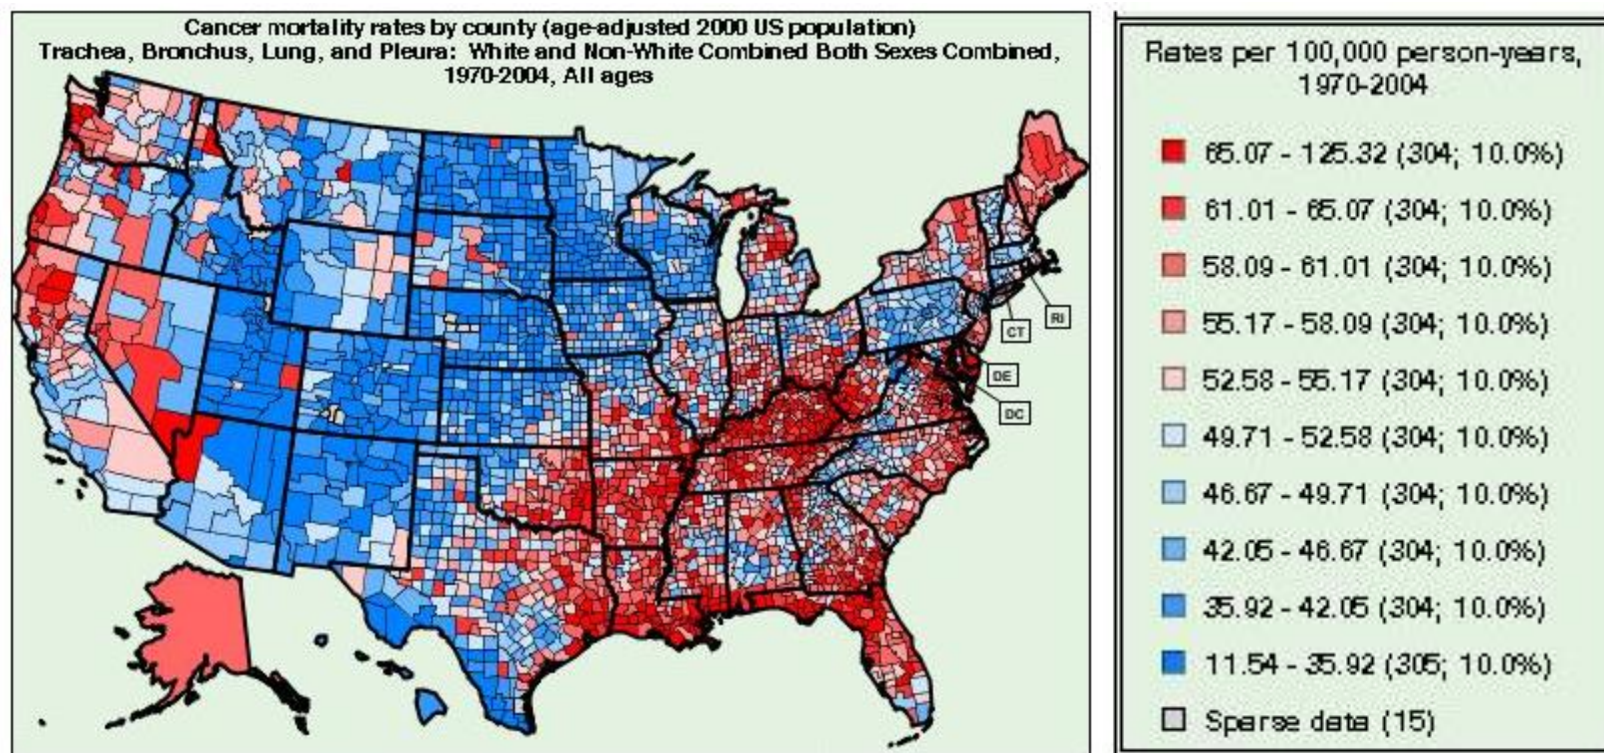 Cancer mortality rates by county (age-adjusted 2000 US population)
Trachea, Bronchus, Lung, and Pleura: White and Non-White Combined Both Sexes Combined,
1970-2004, All ages
RI
CT
DE
DC
Rates per 100,000 person-years,
1970-2004
65.07 - 125.32 (304; 10.0%)
61.01 - 65.07 (304; 10.0%)
58.09 - 61.01 (304; 10.0%)
55.17 - 58.09 (304; 10.0%)
52.58 - 55.17 (304; 10.0%)
49.71 - 52.58 (304; 10.0%)
46.67 - 49.71 (304; 10.0%)
42.05 - 46.67 (304; 10.0%)
35.92 - 42.05 (304; 10.0%)
11.54 - 35.92 (305; 10.0%)
Sparse data (15)